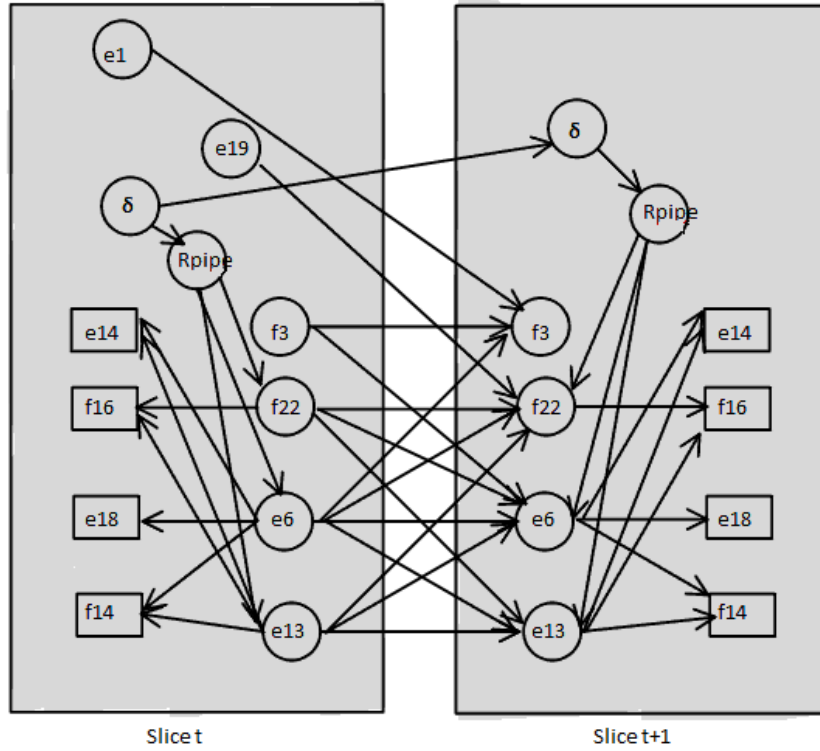 e1
e19
δ
Rpipe
e14
f3
f16
f22
e18
e6
f14
e13
Slice t
δ
Rpipe
f3
e14
f22
f16
e6
e18
e13
f14
Slice t+1